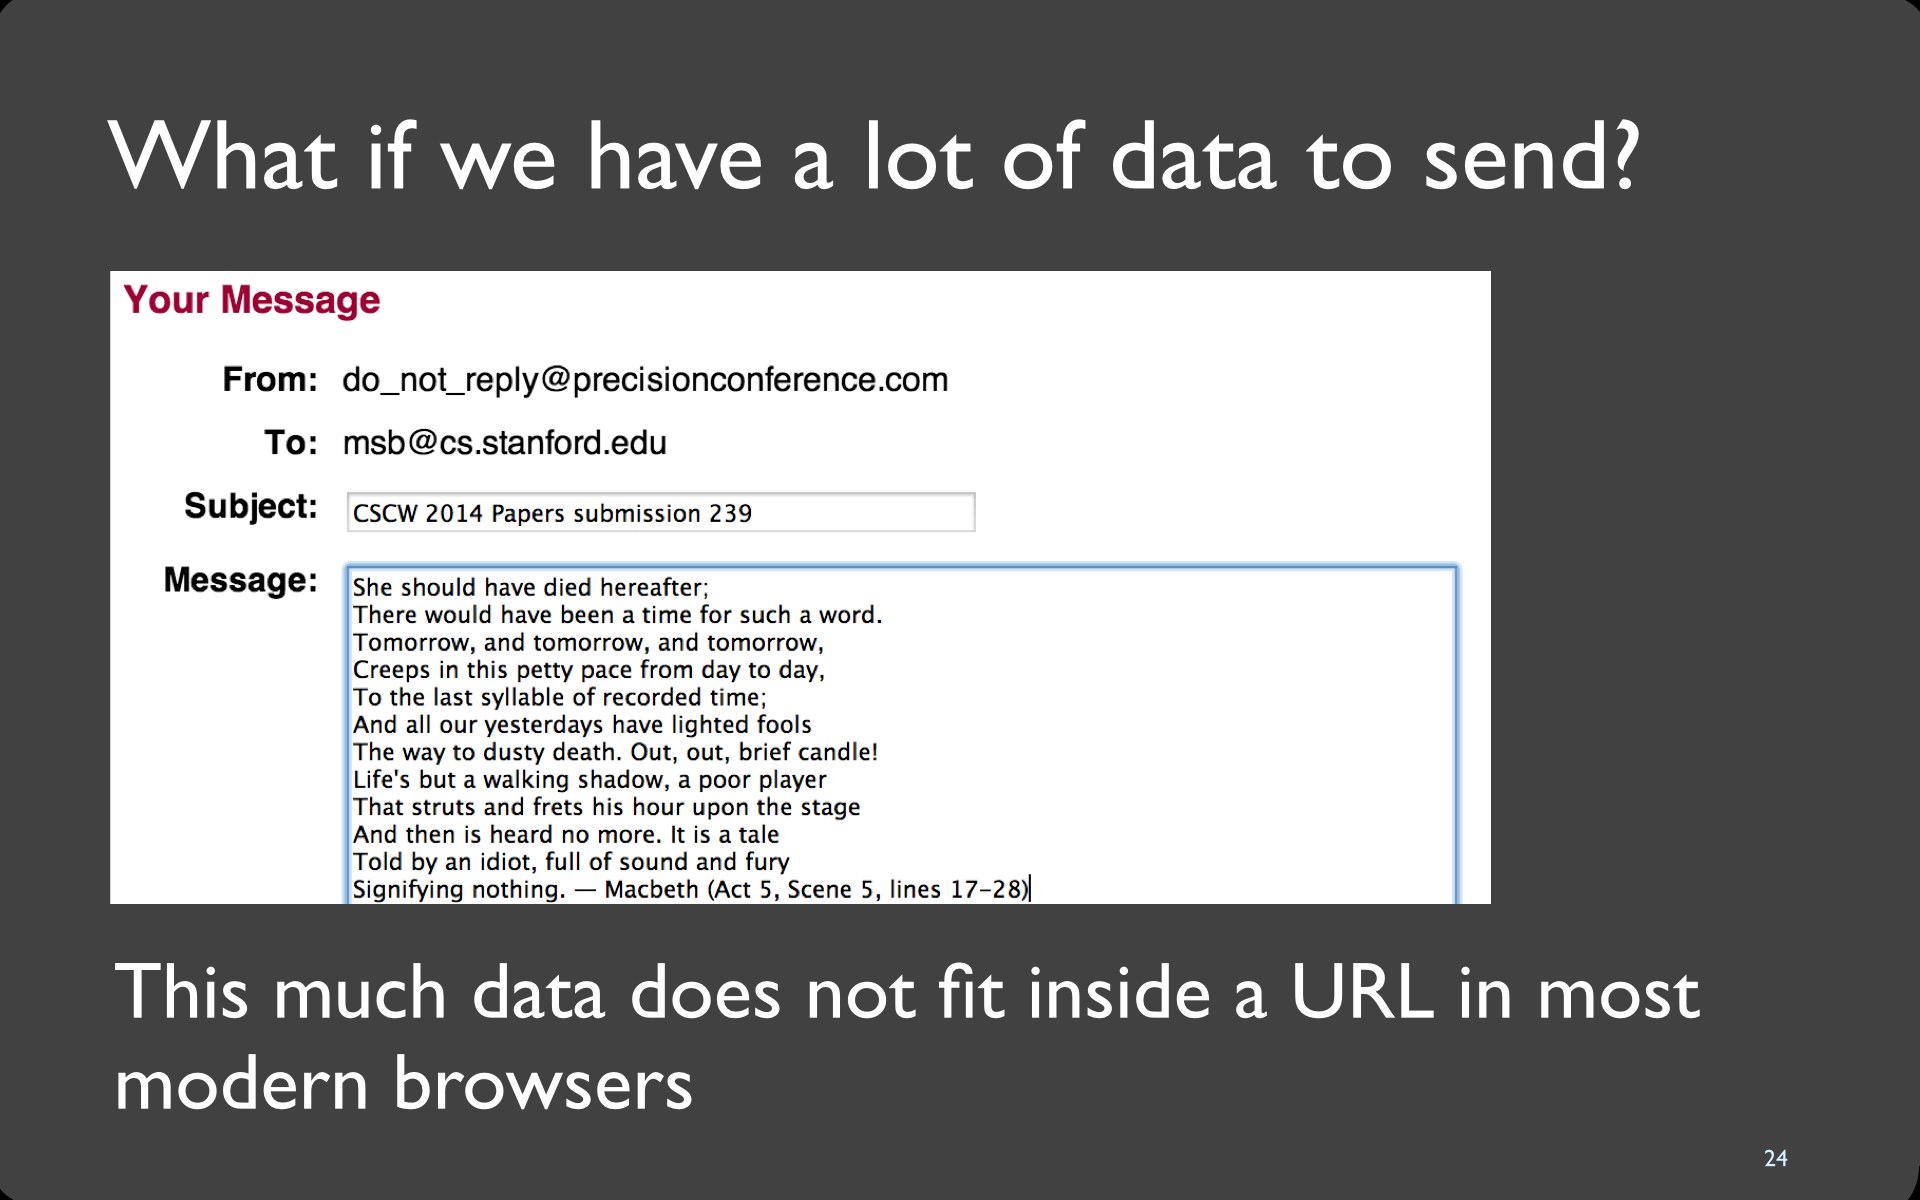 What if we have a lot of data to send?
Your Message
From: do_not_reply@precisionconference.com
To: msb@cs.stanford.edu
Subject: CSCW 2014 Papers submission 239
Message: She should have died hereafter;
There would have been a time for such a word.
Tomorrow, and tomorrow, and tomorrow,
Creeps in this petty pace from day to day,
To the last syllable of recorded time;
And all our yesterdays have lighted fools
The way to dusty death. Out, out, brief candle!
Life's but a walking shadow, a poor player
That struts and frets his hour upon the stage
And then is heard no more. It is a tale
Told by an idiot, full of sound and fury
Signifying nothing. — Macbeth (Act 5, Scene 5, lines 17–28)
This much data does not fit inside a URL in most
modern browsers
24